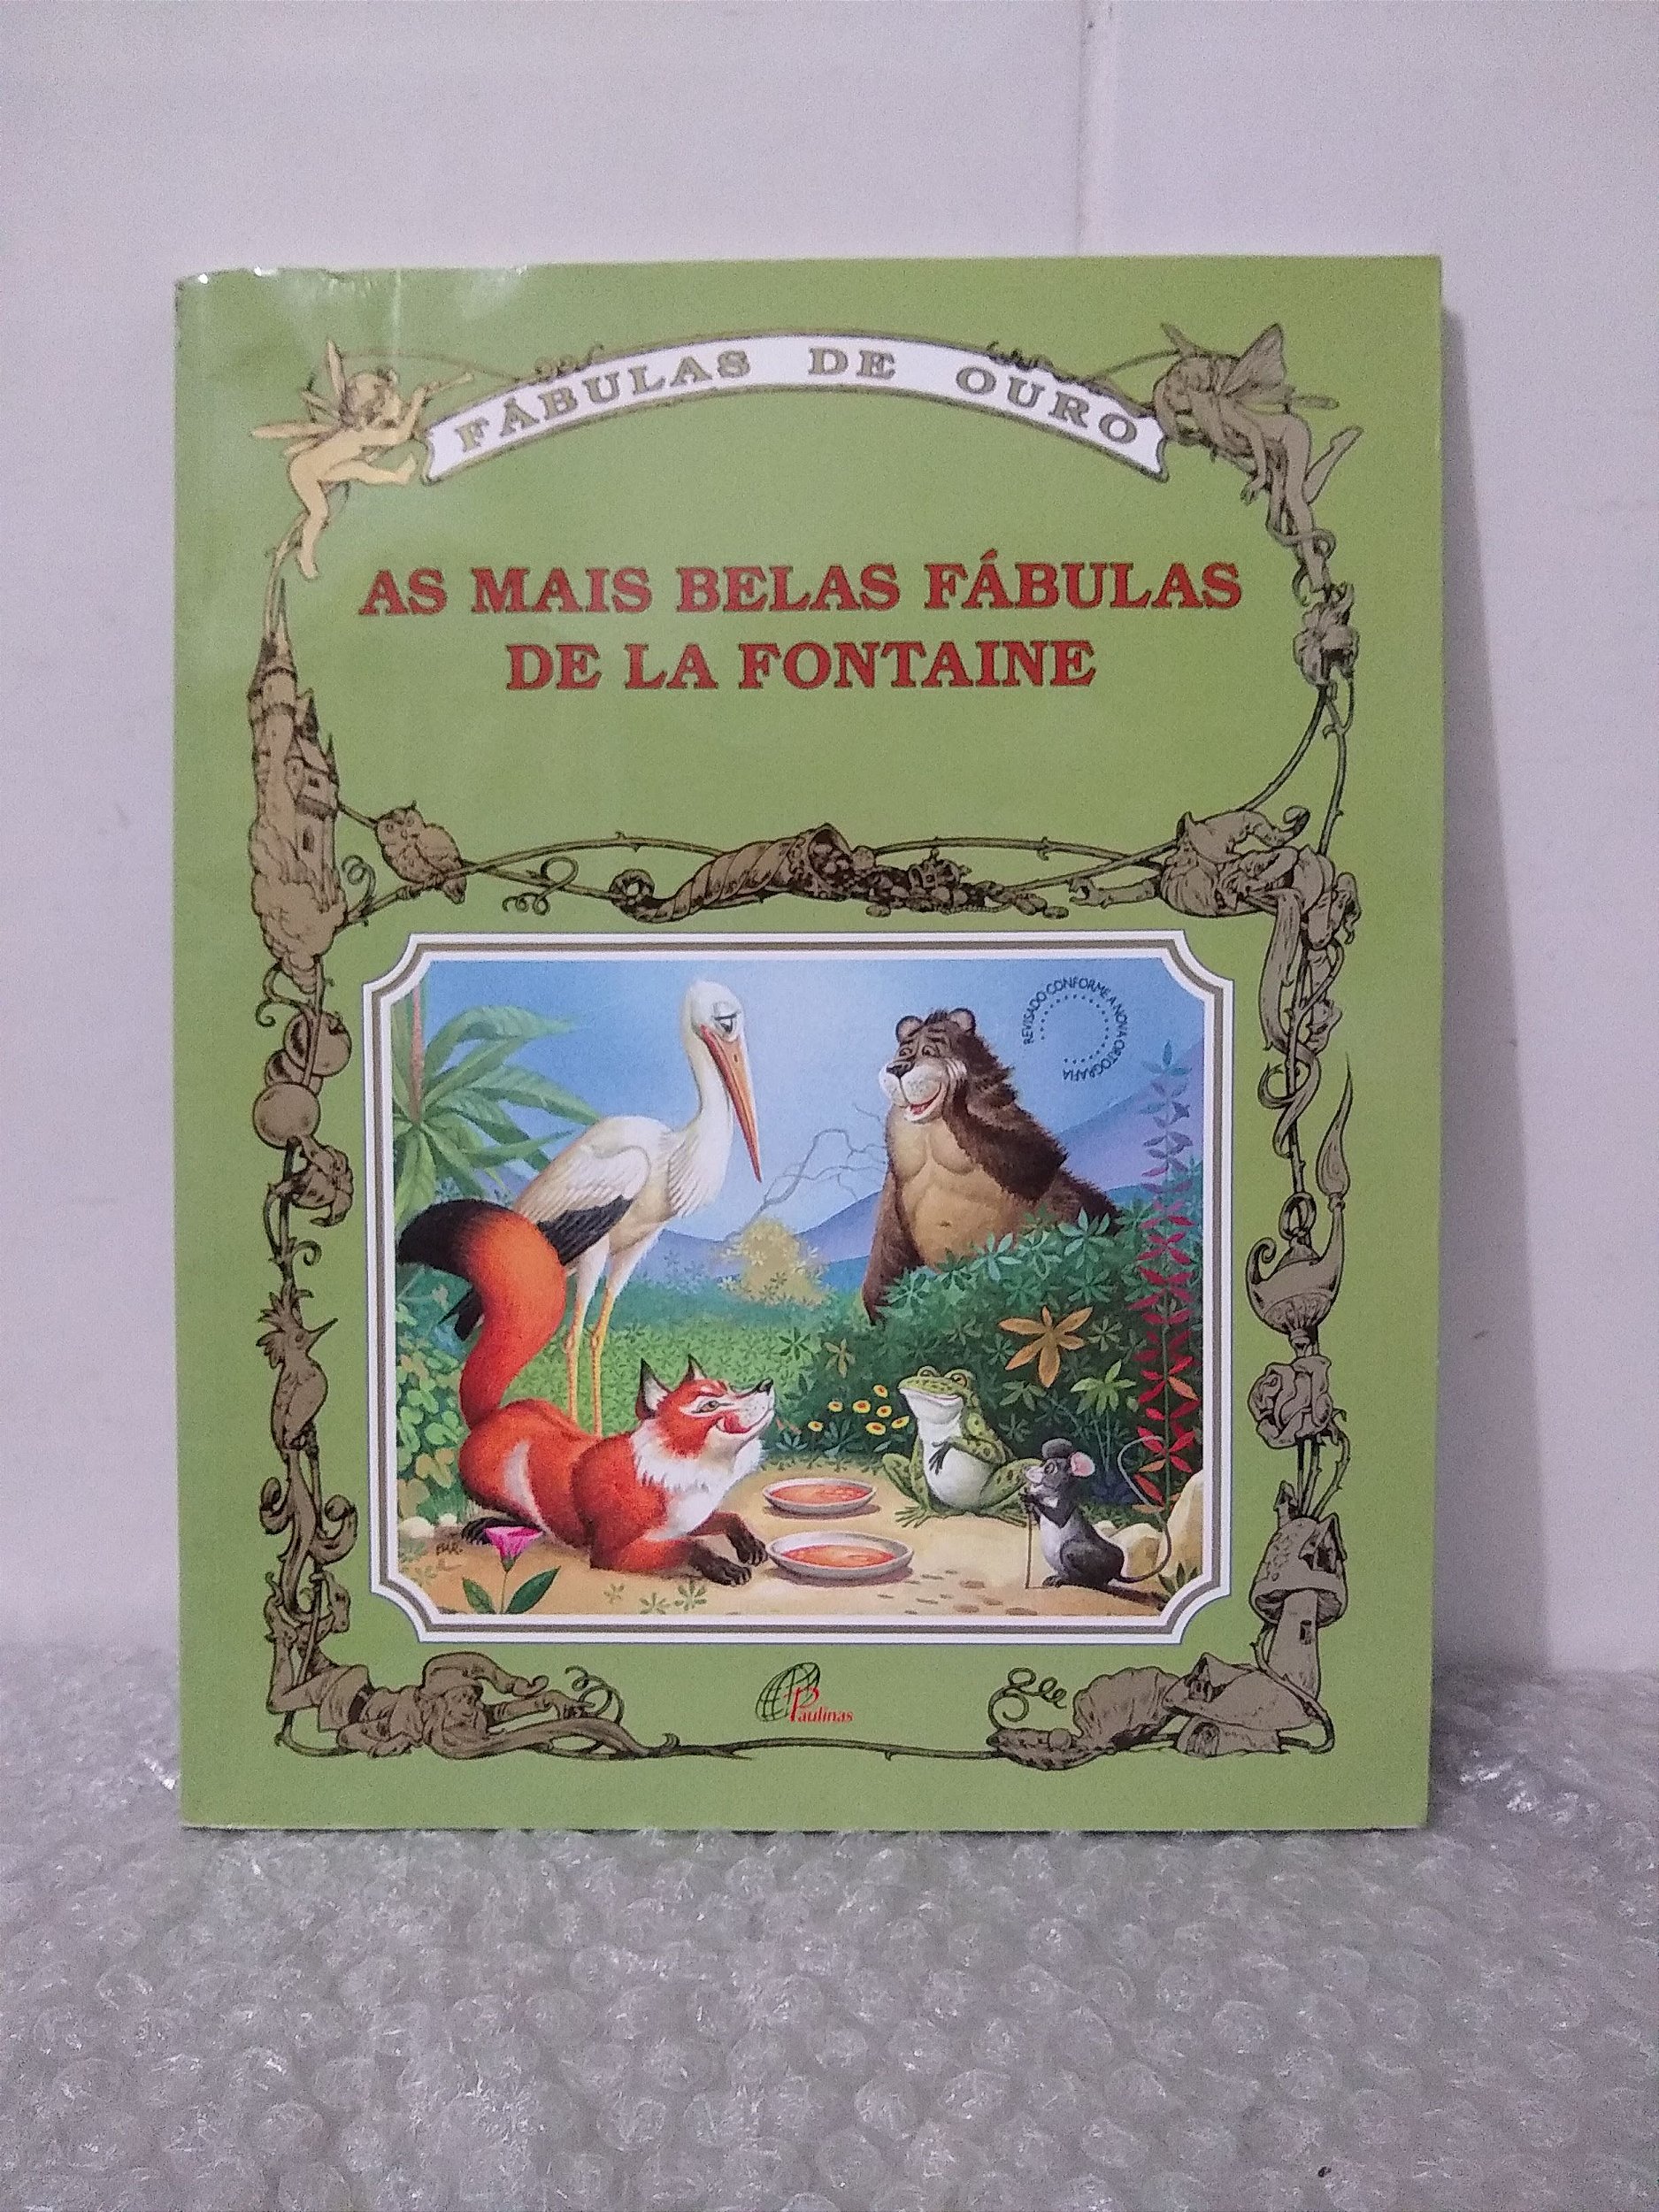 FÁBULAS DE OURO
AS MAIS BELAS FÁBULAS
DE LA FONTAINE
REVISADO CONFORME A NOVA ORTOGRAFIA
Paulinas